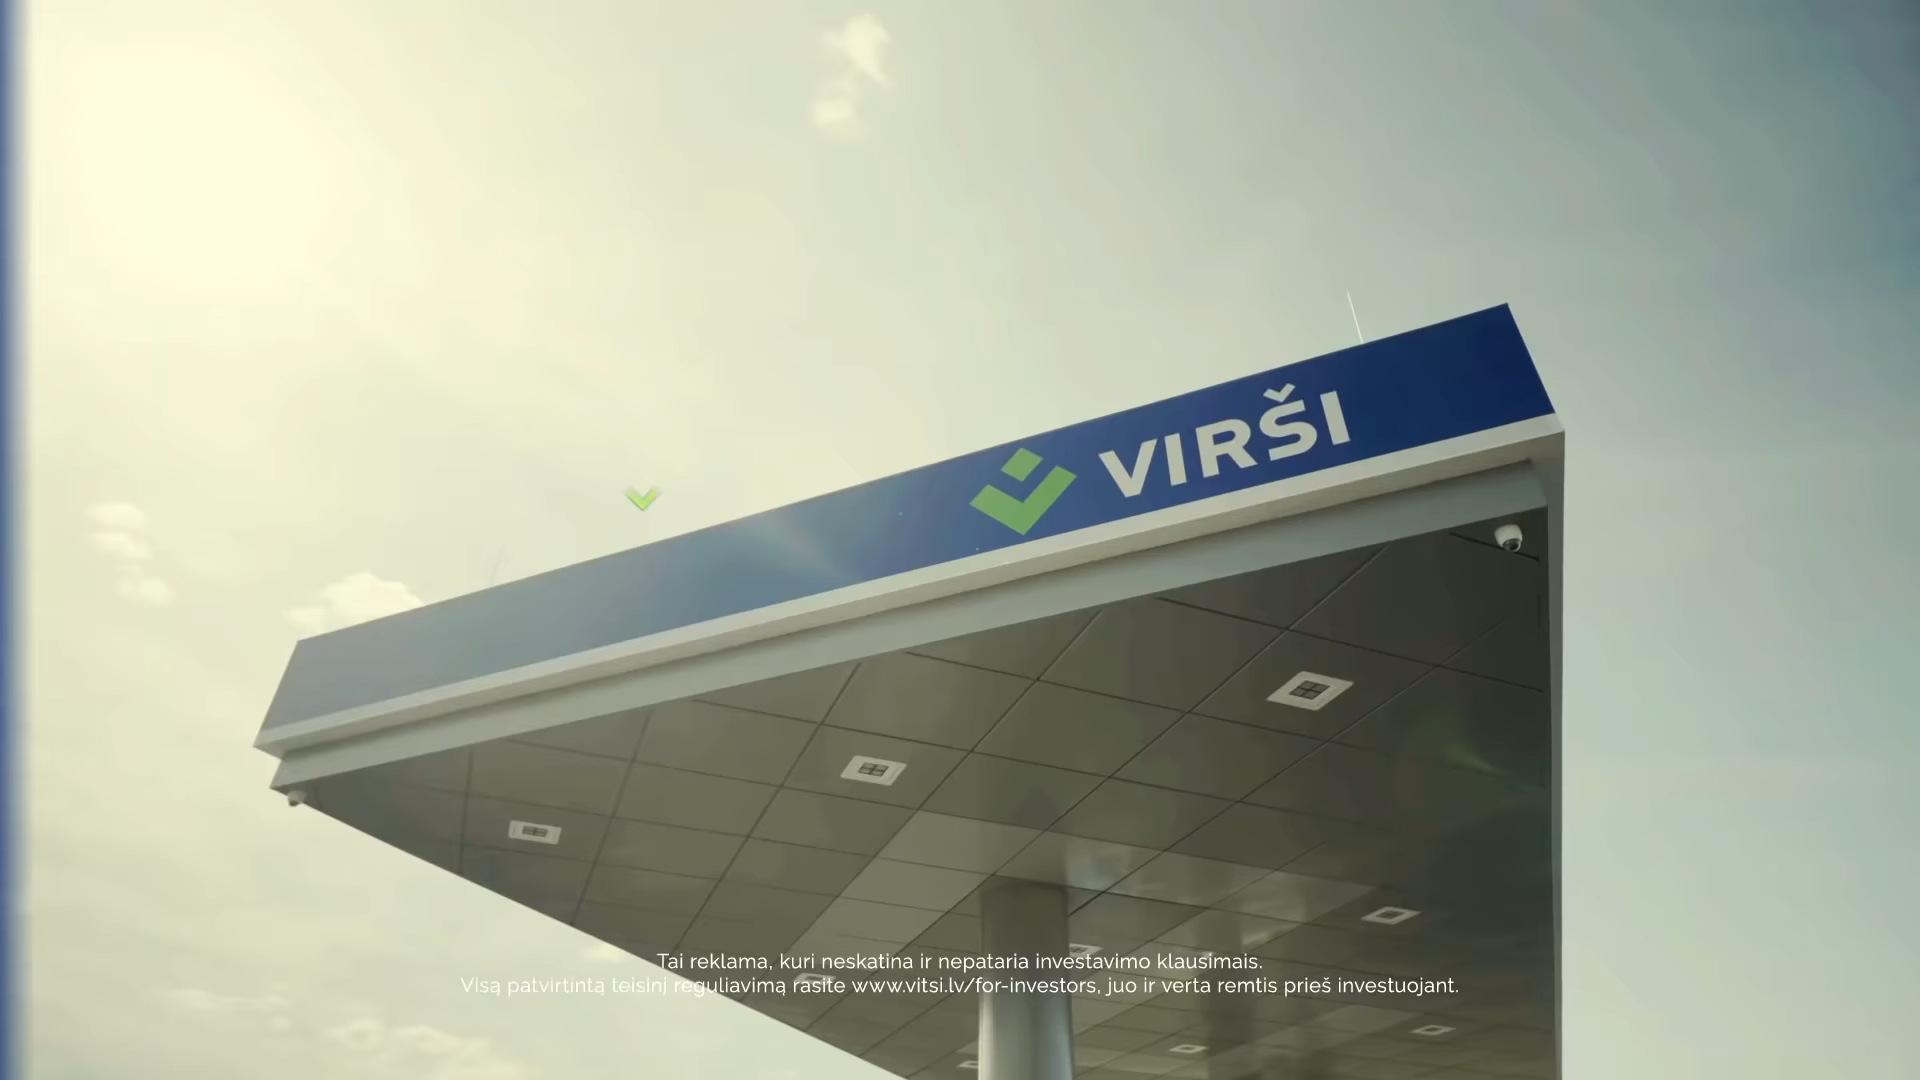 VIRŠI
Tai reklama, kuri neskatina ir nepataria investavimo klausimais.
Visą patvirtintą teisinį reguliavimą rasite www.vitsi.lv/for-investors, juo ir verta remtis prieš investuojant.